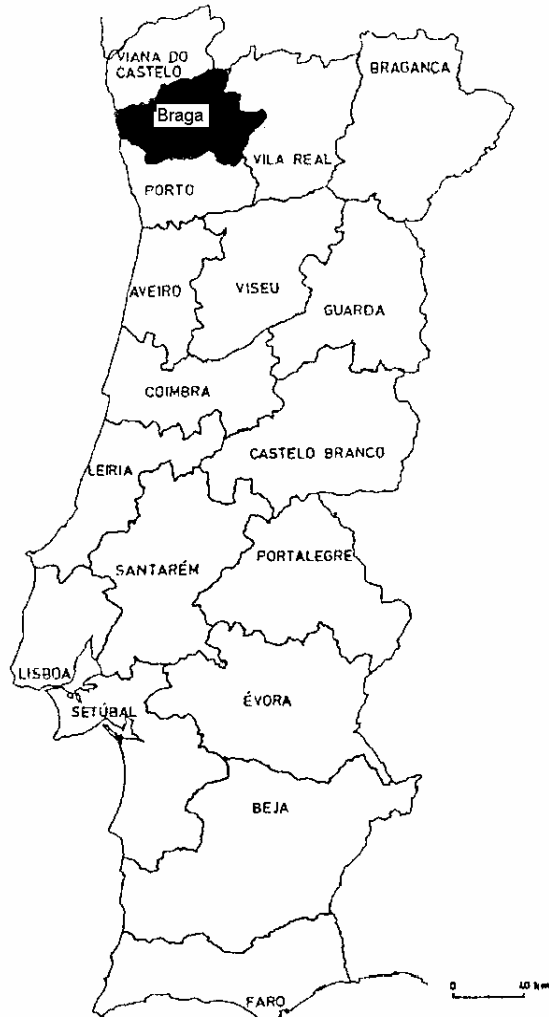 VIANA DO
CASTELO
BRAGANÇA
Braga
VILA REAL
PORTO
AVEIRO
VISEU
GUARDA
COIMBRA
CASTELO BRANCO
LEIRIA
PORTALEGRE
SANTARÉM
LISBOA
ÉVORA
SETÚBAL
BEJA
FARO
0 40 km